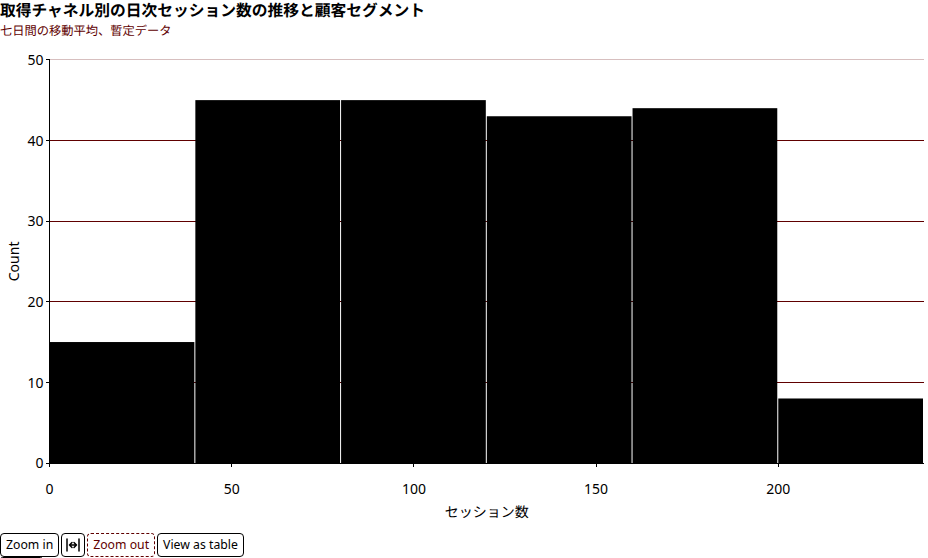 取得チャネル別の日次セッション数の推移と顧客セグメント
七日間の移動平均、暫定データ
50
40
30
20
10
0
Count
0 50 100 150 200
セッション数
Zoom in Zoom out View as table